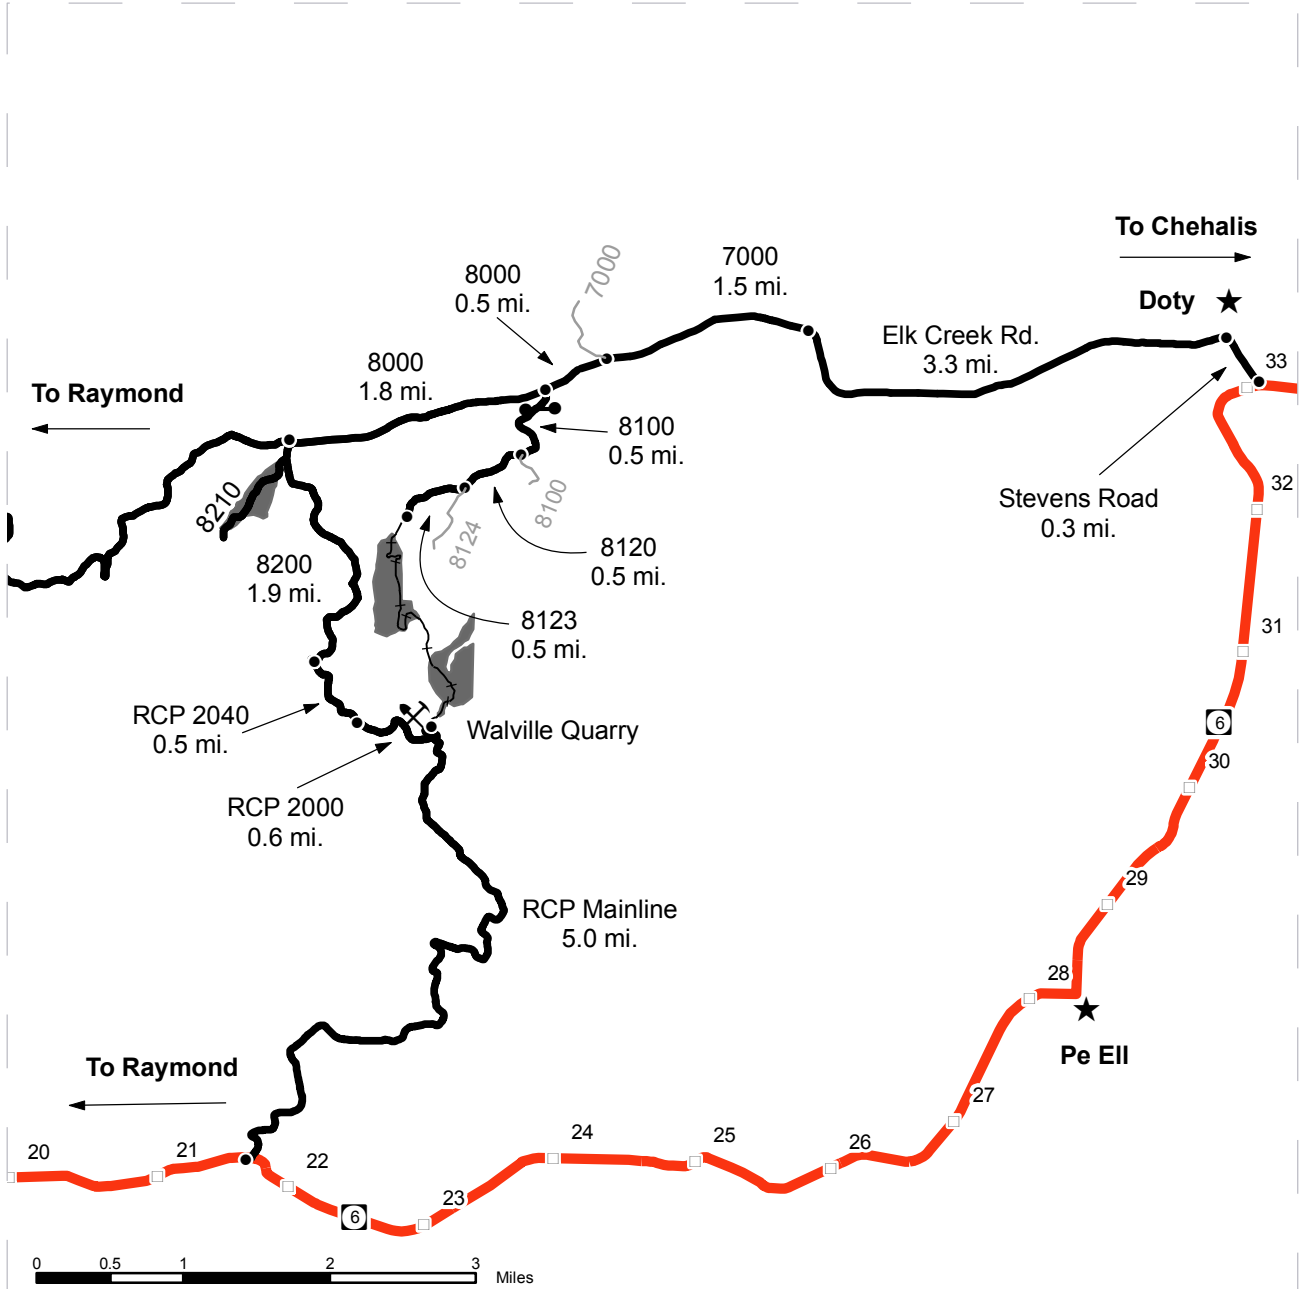 To Chehalis
7000
1.5 mi.
8000
0.5 mi.
7000
Doty
Elk Creek Rd.
3.3 mi.
33
8000
1.8 mi.
To Raymond
8100
0.5 mi.
32
Stevens Road
0.3 mi.
8210
8100
8124
8120
0.5 mi.
8200
1.9 mi.
8123
0.5 mi.
31
RCP 2040
0.5 mi.
Walville Quarry
6
30
RCP 2000
0.6 mi.
29
RCP Mainline
5.0 mi.
28
Pe Ell
To Raymond
27
20
21
22
23
24
25
26
6
0
0.5
1
2
3
Miles